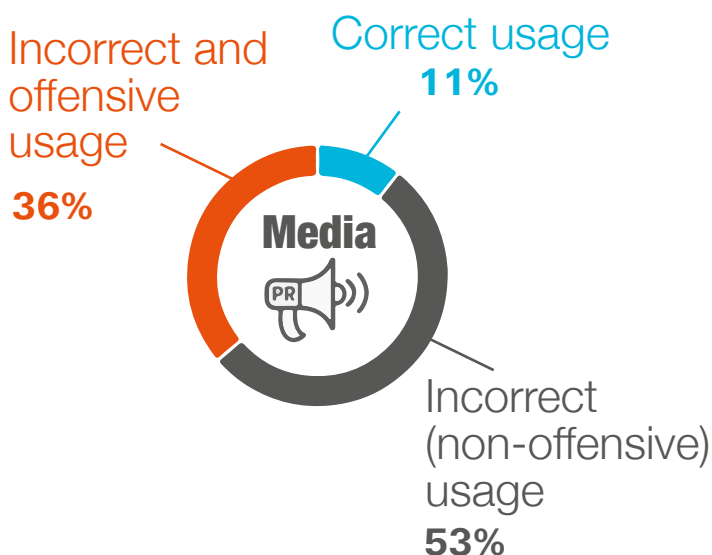 Incorrect and
offensive
usage
36%
Correct usage
11%
Media
PR
Incorrect
(non-offensive)
usage
53%